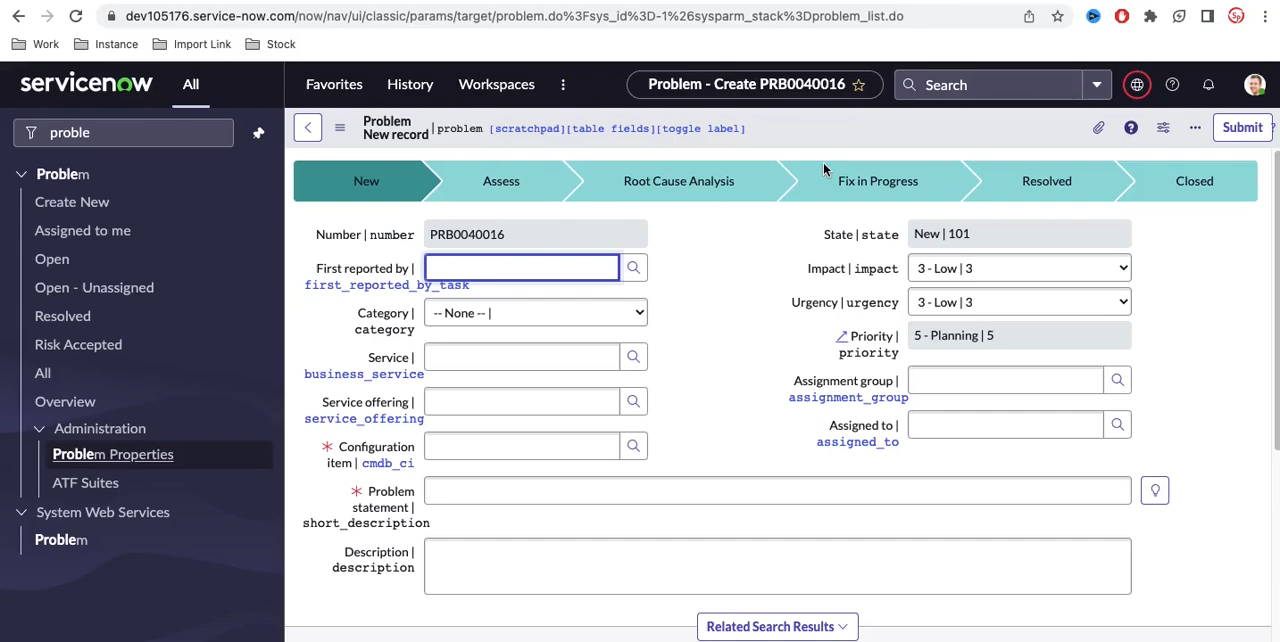 dev105176.service-now.com/now/nav/ui/classic/params/target/problem.do%3Fsys_id%3D-1%26sysparm_stack%3Dproblem_list.do
Sp
Work Instance Import Link Stock
servicenow All Favorites History Workspaces Problem - Create PRB0040016 Search
proble
Problem
New record | problem [scratchpad][table fields][toggle label]
Submit
?
Problem
Create New
Assigned to me
Open
Open - Unassigned
Resolved
Risk Accepted
All
Overview
Administration
Problem Properties
ATF Suites
System Web Services
Problem
New Assess Root Cause Analysis Fix in Progress Resolved Closed
Number | number PRB0040016
First reported by |
first_reported_by_task
Category | -- None -- |
category
Service |
business_service
Service offering |
service_offering
* Configuration
item | cmdb_ci
* Problem
statement |
short_description
Description |
description
State | state New | 101
Impact | impact 3 - Low | 3
Urgency | urgency 3 - Low | 3
Priority | 5 - Planning | 5
priority
Assignment group |
assignment_group
Assigned to |
assigned_to
Related Search Results